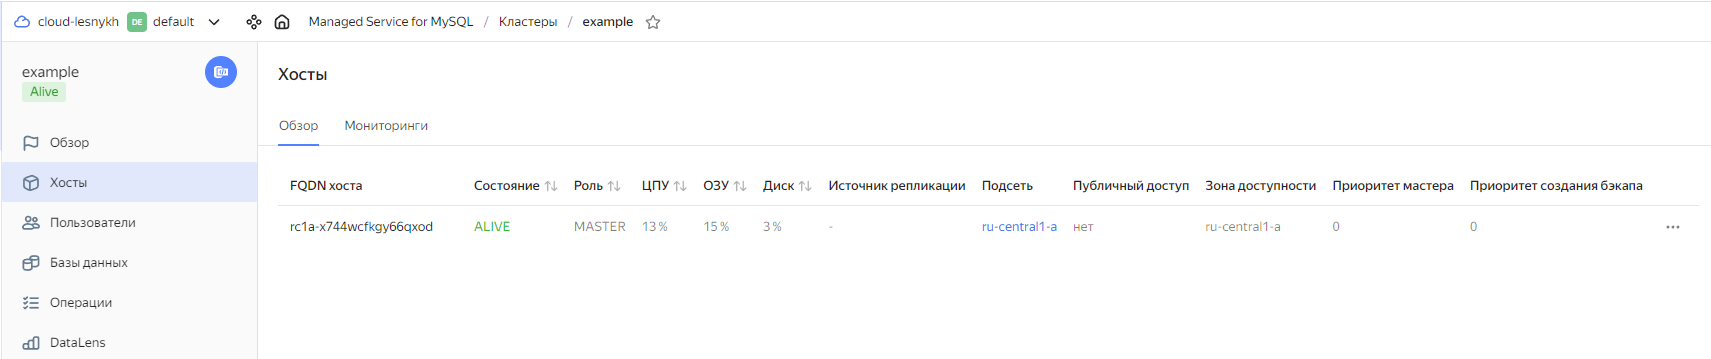 cloud-lesnykh DE default Managed Service for MySQL / Кластеры / example
example
Alive
Обзор
Хосты
Пользователи
Базы данных
Операции
DataLens
Хосты
Обзор Мониторинги
FQDN хоста Состояние Роль ЦПУ ОЗУ Диск Источник репликации Подсеть Публичный доступ Зона доступности Приоритет мастера Приоритет создания бэкапа
rc1a-x744wcfkgy66qxod ALIVE MASTER 13 % 15 % 3 % - ru-central1-a нет ru-central1-a 0 0